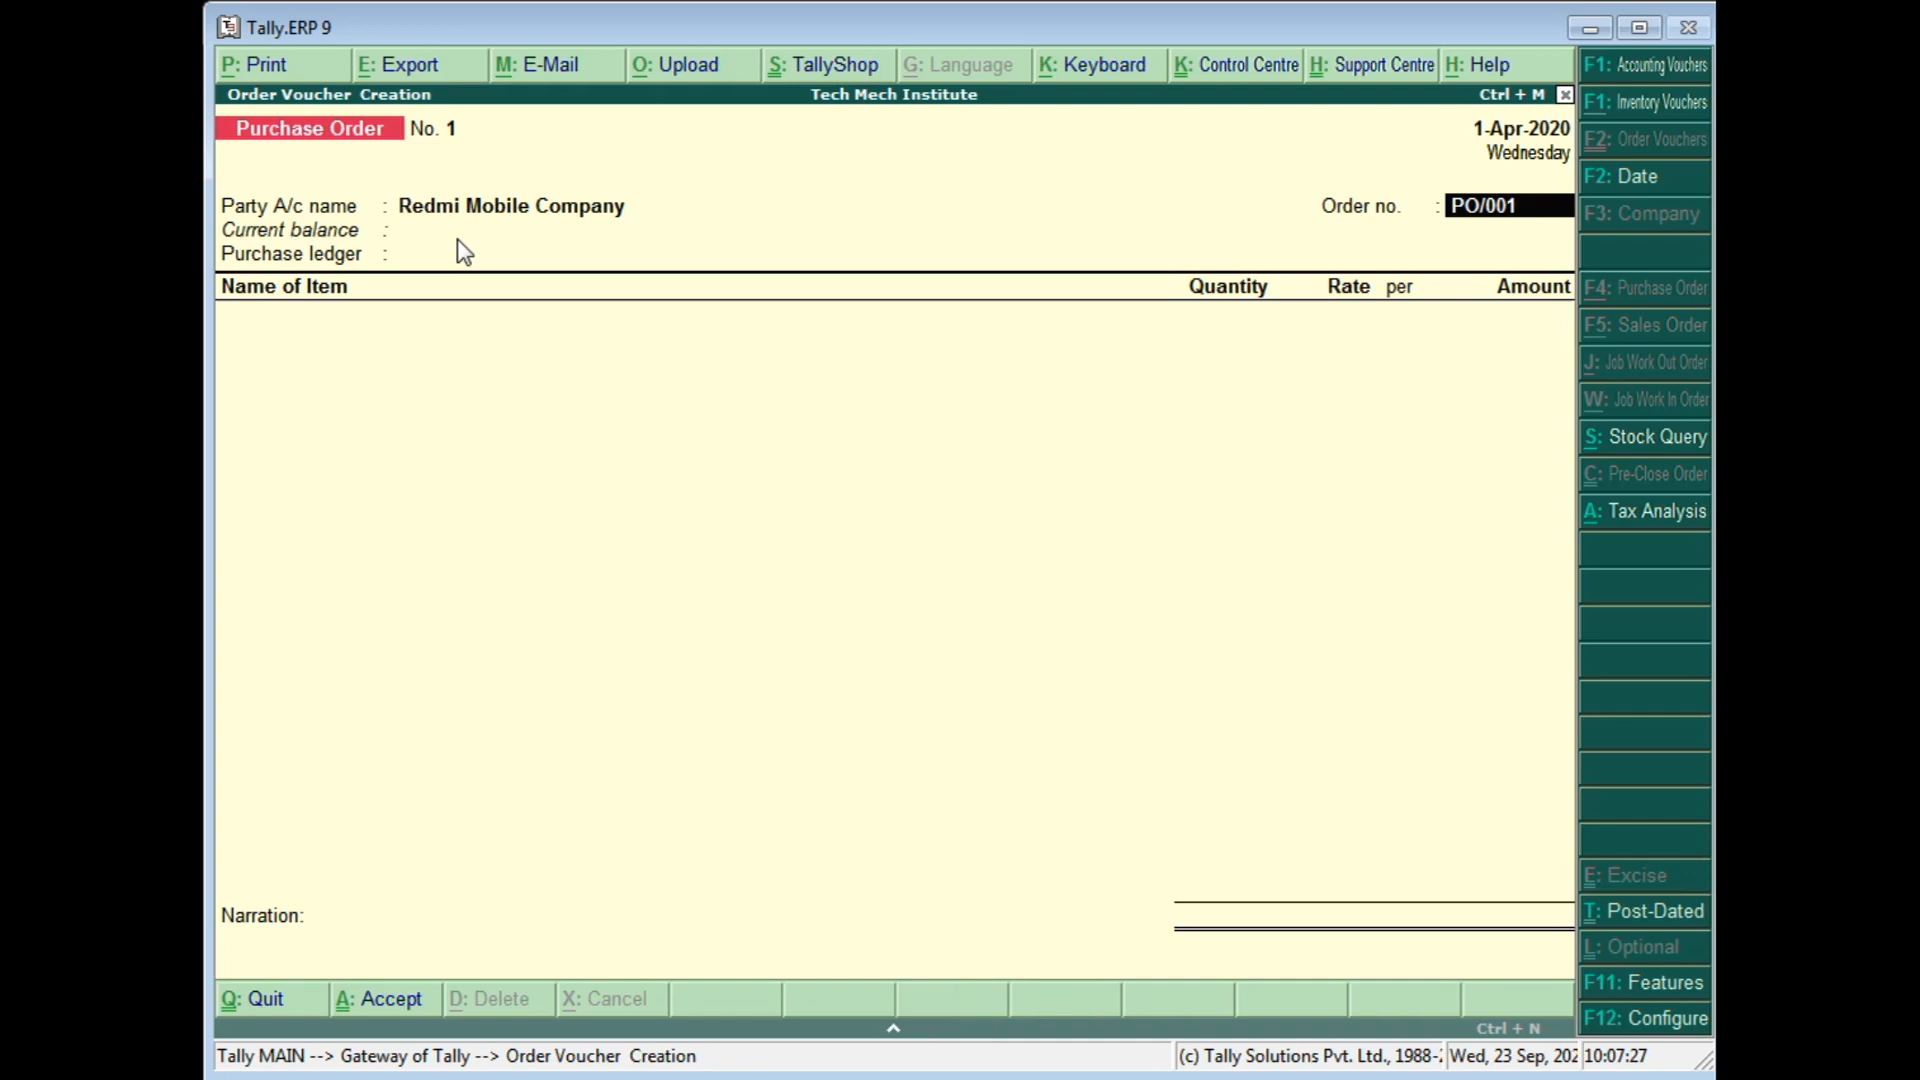 Tally.ERP 9
P: Print E: Export M: E-Mail O: Upload S: TallyShop G: Language K: Keyboard K: Control Centre H: Support Centre H: Help
Order Voucher Creation Tech Mech Institute Ctrl + M
Purchase Order No. 1 1-Apr-2020
Wednesday
Party A/c name : Redmi Mobile Company Order no. : PO/001
Current balance :
Purchase ledger :
Name of Item Quantity Rate per Amount
Narration:
Q: Quit A: Accept D: Delete X: Cancel
Ctrl + N
Tally MAIN --> Gateway of Tally --> Order Voucher Creation (c) Tally Solutions Pvt. Ltd., 1988- Wed, 23 Sep, 202 10:07:27
F1: Accounting Vouchers
F1: Inventory Vouchers
F2: Order Vouchers
F2: Date
F3: Company
F4: Purchase Order
F5: Sales Order
J: Job Work Out Order
W: Job Work In Order
S: Stock Query
C: Pre-Close Order
A: Tax Analysis
E: Excise
T: Post-Dated
L: Optional
F11: Features
F12: Configure